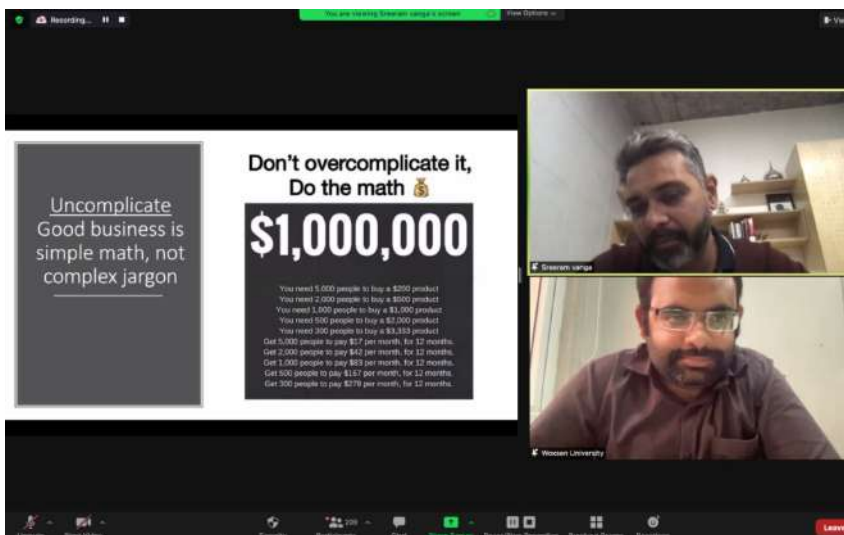 Recording...
You are viewing Sreeram vanga's screen
View Options
Uncomplicate
Good business is
simple math, not
complex jargon
Don't overcomplicate it,
Do the math 💰
$1,000,000
You need 5,000 people to buy a $200 product
You need 2,000 people to buy a $500 product
You need 1,000 people to buy a $1,000 product
You need 500 people to buy a $2,000 product
You need 300 people to buy a $3,333 product
Get 5,000 people to pay $17 per month, for 12 months.
Get 2,000 people to pay $42 per month, for 12 months.
Get 1,000 people to pay $83 per month, for 12 months.
Get 500 people to pay $167 per month, for 12 months.
Get 300 people to pay $278 per month, for 12 months.
Sreeram vanga
Woxsen University
Leave